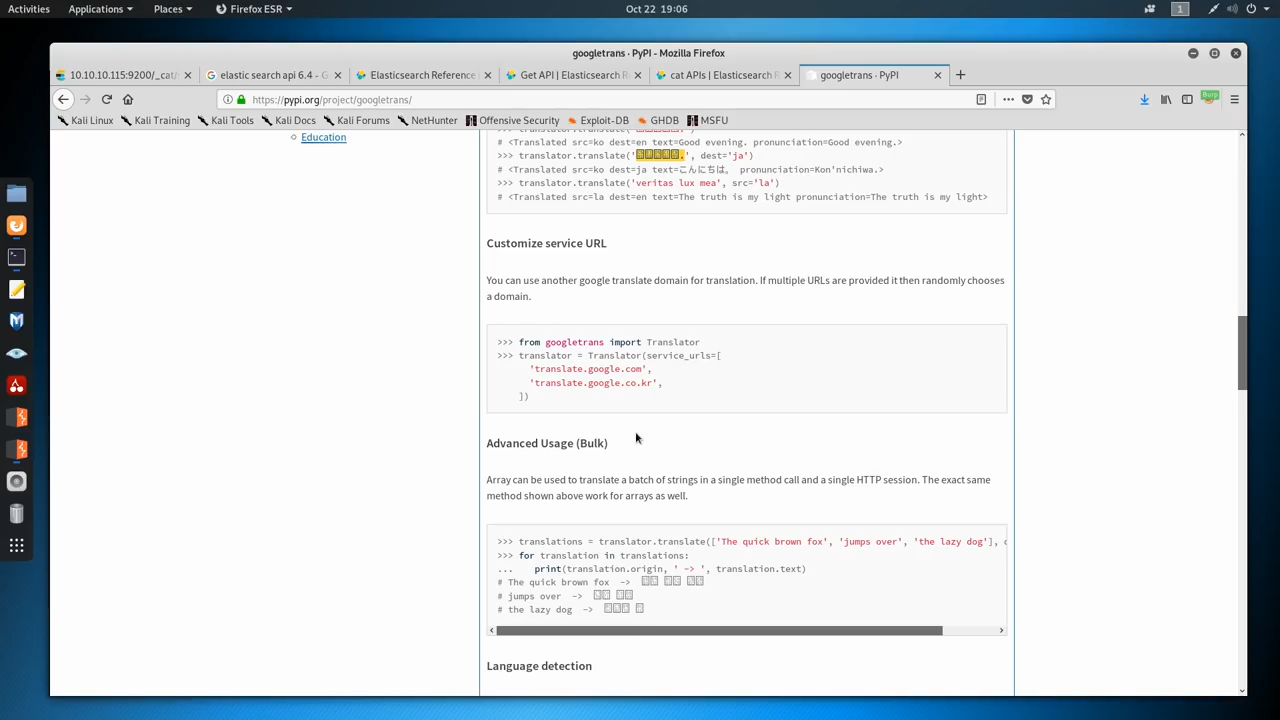 Activities Applications Places Firefox ESR Oct 22 19:06 1
googletrans · PyPI - Mozilla Firefox
10.10.10.115:9200/_cat/ elastic search api 6.4 - G Elasticsearch Reference Get API | Elasticsearch R cat APIs | Elasticsearch R googletrans · PyPI
https://pypi.org/project/googletrans/ Burp
Kali Linux Kali Training Kali Tools Kali Docs Kali Forums NetHunter Offensive Security Exploit-DB GHDB MSFU
Education
# <Translated src=ko dest=en text=Good evening. pronunciation=Good evening.>
>>> translator.translate(' .', dest='ja')
# <Translated src=ko dest=ja text=こんにちは。 pronunciation=Kon'nichiwa.>
>>> translator.translate('veritas lux mea', src='la')
# <Translated src=la dest=en text=The truth is my light pronunciation=The truth is my light>
Customize service URL
You can use another google translate domain for translation. If multiple URLs are provided it then randomly chooses
a domain.
>>> from googletrans import Translator
>>> translator = Translator(service_urls=[
'translate.google.com',
'translate.google.co.kr',
])
Advanced Usage (Bulk)
Array can be used to translate a batch of strings in a single method call and a single HTTP session. The exact same
method shown above work for arrays as well.
>>> translations = translator.translate(['The quick brown fox', 'jumps over', 'the lazy dog'],
>>> for translation in translations:
... print(translation.origin, ' -> ', translation.text)
# The quick brown fox ->
# jumps over ->
# the lazy dog ->
Language detection